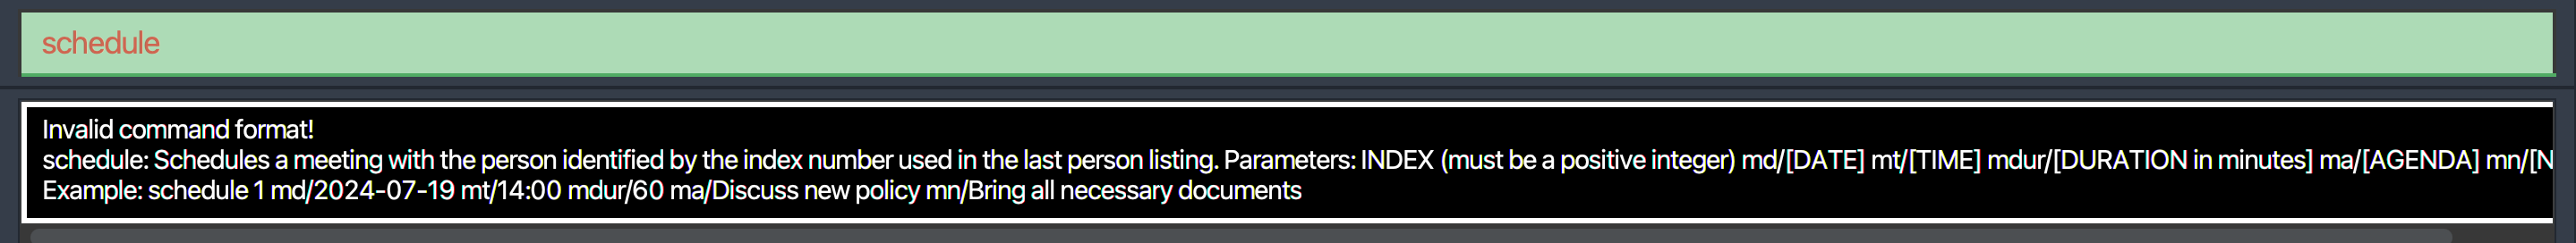 schedule
Invalid command format!
schedule: Schedules a meeting with the person identified by the index number used in the last person listing. Parameters: INDEX (must be a positive integer) md/[DATE] mt/[TIME] mdur/[DURATION in minutes] ma/[AGENDA] mn/[N
Example: schedule 1 md/2024-07-19 mt/14:00 mdur/60 ma/Discuss new policy mn/Bring all necessary documents